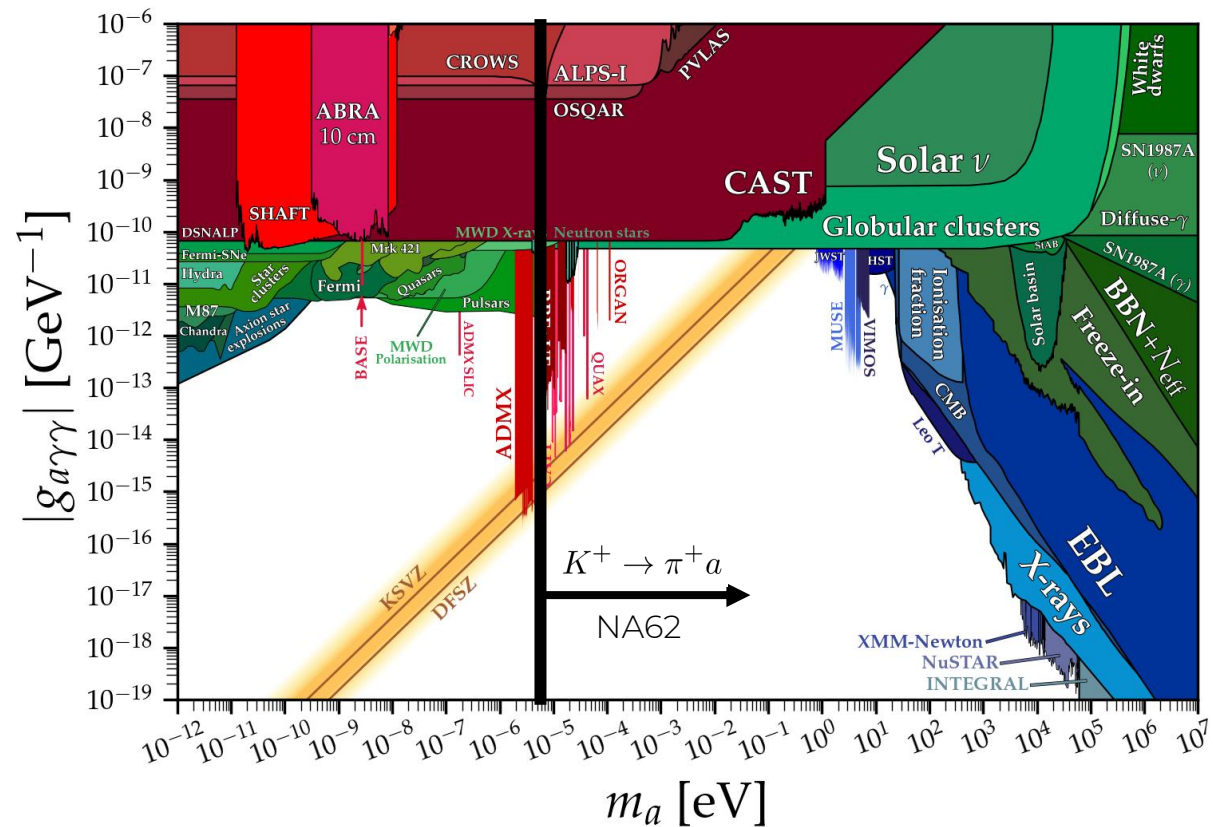 |g_{aγγ}| [GeV⁻¹]
10⁻⁶
10⁻⁷
10⁻⁸
10⁻⁹
10⁻¹⁰
10⁻¹¹
10⁻¹²
10⁻¹³
10⁻¹⁴
10⁻¹⁵
10⁻¹⁶
10⁻¹⁷
10⁻¹⁸
10⁻¹⁹
CROWS
ALPS-I
PVLAS
OSQAR
White
dwarfs
ABRA
10 cm
CAST
Solar ν
SN1987A
(ν)
SHAFT
Globular clusters
Diffuse-γ
DSNALP
MWD X-rays
Neutron stars
Fermi-SNe
Hydra
Star
clusters
M87
Chandra
Axion star
explosions
Mrk 421
Fermi
Quasars
Pulsars
BASE
MWD
Polarisation
ADMX SLIC
ADMX
QUAX
ORGAN
JWST
MUSE
VIMOS
HST
γ
Ionisation
fraction
StAB
Solar basin
SN1987A (γ)
BBN+N_eff
Freeze-in
CMB
Leo T
EBL
X-rays
KSVZ
DFSZ
K⁺ → π⁺a
NA62
XMM-Newton
NuSTAR
INTEGRAL
10⁻¹² 10⁻¹¹ 10⁻¹⁰ 10⁻⁹ 10⁻⁸ 10⁻⁷ 10⁻⁶ 10⁻⁵ 10⁻⁴ 10⁻³ 10⁻² 10⁻¹ 10⁰ 10¹ 10² 10³ 10⁴ 10⁵ 10⁶ 10⁷
m_a [eV]